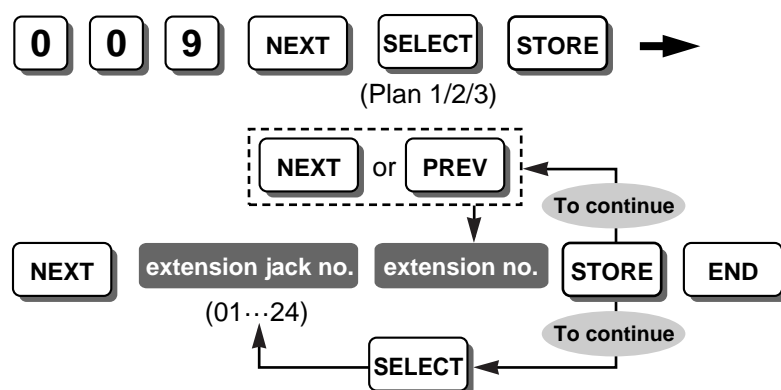 0 0 9 NEXT SELECT STORE
(Plan 1/2/3)
NEXT or PREV
To continue
NEXT extension jack no. extension no. STORE END
(01···24)
To continue
SELECT